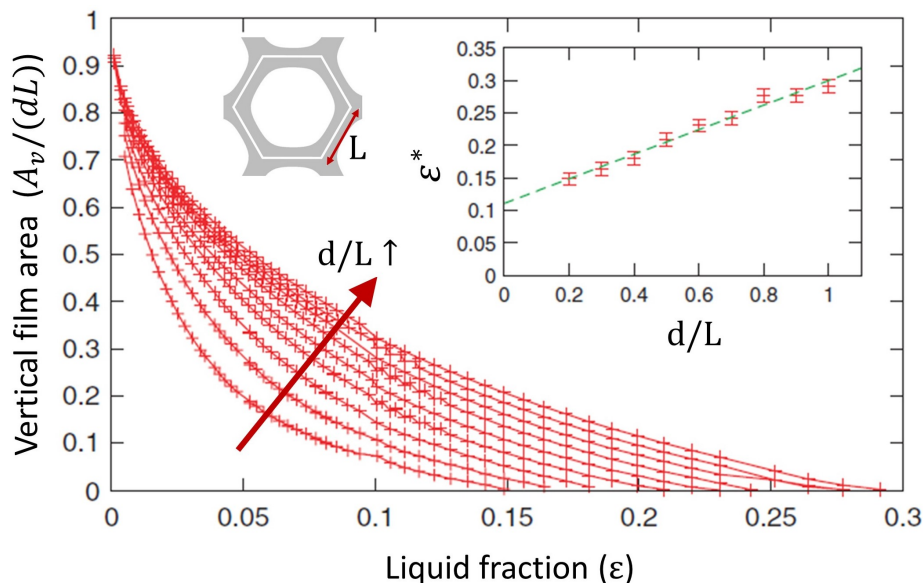 Vertical film area (A_v/(dL))
1
0.9
0.8
0.7
0.6
0.5
0.4
0.3
0.2
0.1
0
0 0.05 0.1 0.15 0.2 0.25 0.3
Liquid fraction (ε)
L
d/L ↑
ε*
0.35
0.3
0.25
0.2
0.15
0.1
0.05
0
0 0.2 0.4 0.6 0.8 1
d/L